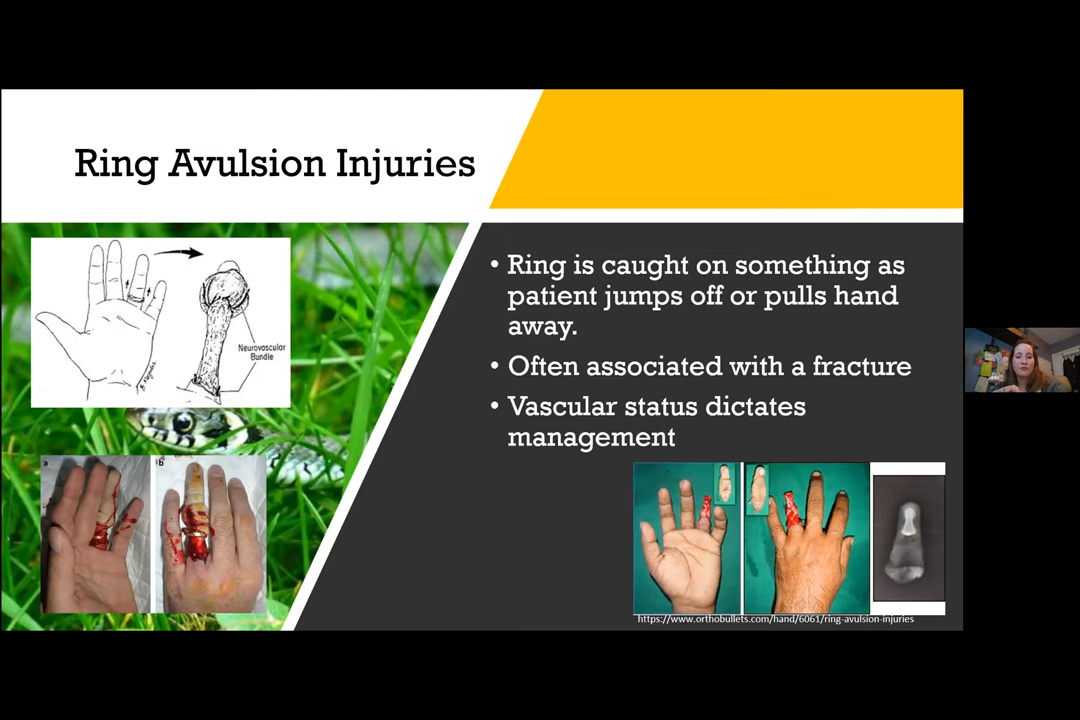 Ring Avulsion Injuries
Neurovascular
Bundle
• Ring is caught on something as
patient jumps off or pulls hand
away.
• Often associated with a fracture
• Vascular status dictates
management
a
b
https://www.orthobullets.com/hand/6061/ring-avulsion-injuries